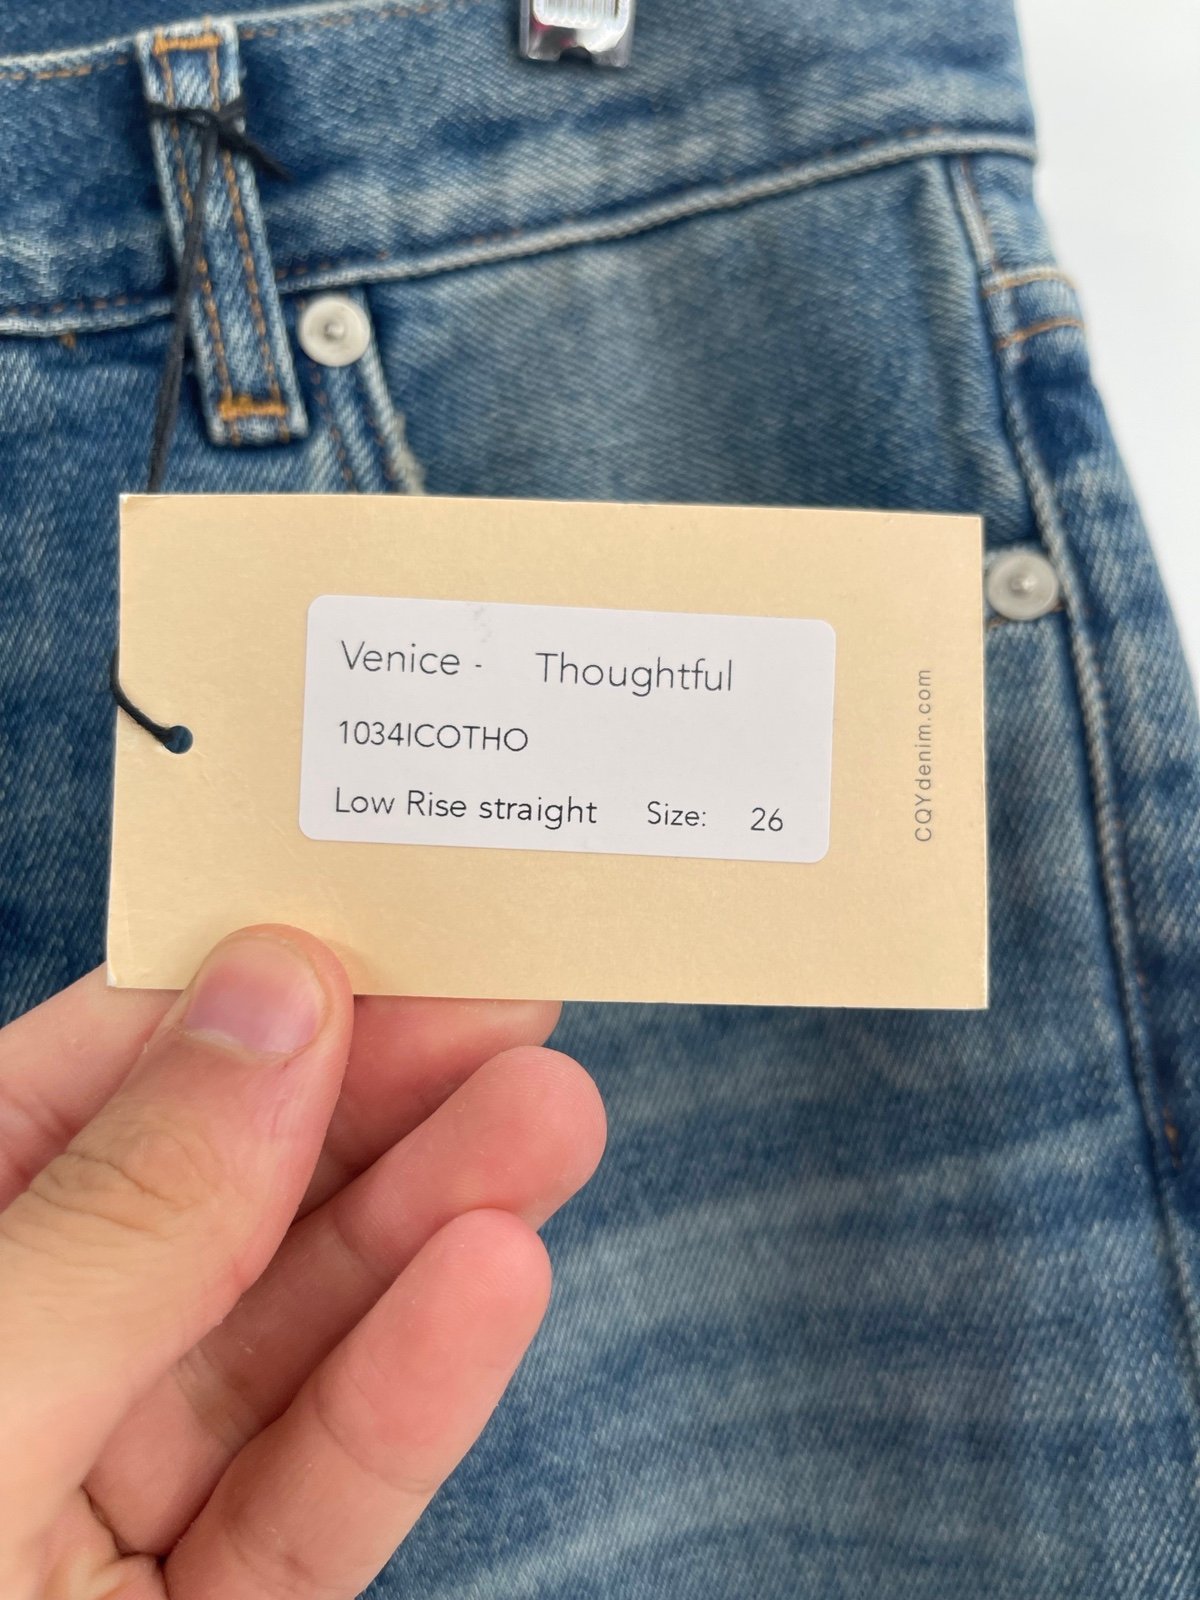 Venice - Thoughtful
1034ICOTHO
Low Rise straight Size: 26
CQYdenim.com